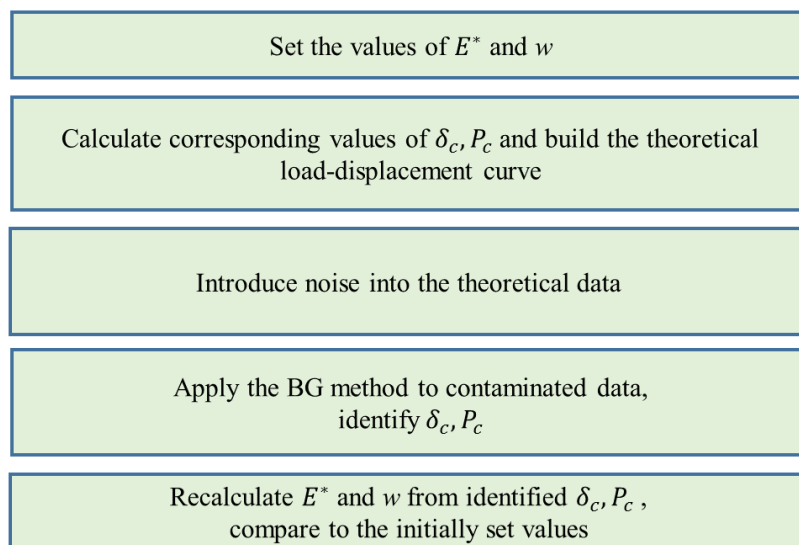 Set the values of E* and w
Calculate corresponding values of δc, Pc and build the theoretical
load-displacement curve
Introduce noise into the theoretical data
Apply the BG method to contaminated data,
identify δc, Pc
Recalculate E* and w from identified δc, Pc ,
compare to the initially set values